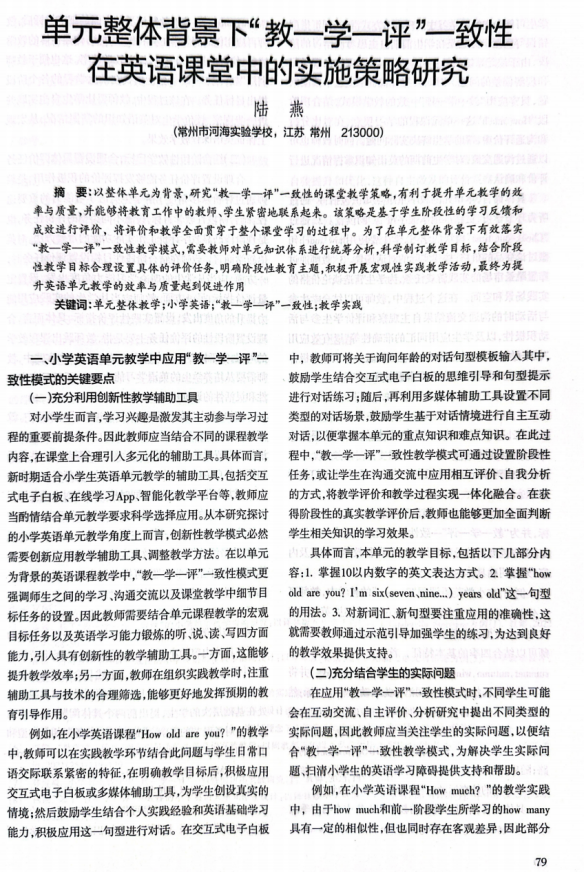 单元整体背景下“教—学—评”一致性
在英语课堂中的实施策略研究
陆 燕
(常州市河海实验学校,江苏 常州 213000)
摘 要:以整体单元为背景,研究“教—学—评”一致性的课堂教学策略,有利于提升单元教学的效
率与质量,并能够将教育工作中的教师、学生紧密地联系起来。该策略是基于学生阶段性的学习反馈和
成效进行评价，将评价和教学全面贯穿于整个课堂学习的过程中。为了在单元整体背景下有效落实
“教—学—评”一致性教学模式,需要教师对单元知识体系进行统筹分析,科学制订教学目标,结合阶段
性教学目标合理设置具体的评价任务,明确阶段性教育主题,积极开展宏观性实践教学活动,最终为提
升英语单元教学的效率与质量起到促进作用
关键词:单元整体教学;小学英语;“教—学—评”一致性;教学实践
一、小学英语单元教学中应用“教—学—评”一
致性模式的关键要点
(一)充分利用创新性教学辅助工具
对小学生而言,学习兴趣是激发其主动参与学习过
程的重要前提条件。因此教师应当结合不同的课程教学
内容,在课堂上合理引入多元化的辅助工具。具体而言,
新时期适合小学生英语单元教学的辅助工具,包括交互
式电子白板、在线学习App、智能化教学平台等,教师应
当酌情结合单元教学要求科学选择应用。从本研究探讨
的小学英语单元教学角度上而言,创新性教学模式必然
需要创新应用教学辅助工具、调整教学方法。在以单元
为背景的英语课程教学中,“教—学—评”一致性模式更
强调师生之间的学习、沟通交流以及课堂教学中细节目
标任务的设置。因此教师需要结合单元课程教学的宏观
目标任务以及英语学习能力锻炼的听、说、读、写四方面
能力,引入具有创新性的教学辅助工具。一方面,这能够
提升教学效率;另一方面,教师在组织实践教学时,注重
辅助工具与技术的合理筛选,能够更好地发挥预期的教
育引导作用。
例如,在小学英语课程“How old are you? ”的教学
中,教师可以在实践教学环节结合此问题与学生日常口
语交际联系紧密的特征,在明确教学目标后,积极应用
交互式电子白板或多媒体辅助工具,为学生创设真实的
情境;然后鼓励学生结合个人实践经验和英语基础学习
能力,积极应用这一句型进行对话。在交互式电子白板
中，教师可将关于询问年龄的对话句型模板输入其中,
鼓励学生结合交互式电子白板的思维引导和句型提示
进行对话练习;随后,再利用多媒体辅助工具设置不同
类型的对话场景,鼓励学生基于对话情境进行自主互动
对话,以便掌握本单元的重点知识和难点知识。在此过
程中,“教—学—评”一致性教学模式可通过设置阶段性
任务,或让学生在沟通交流中应用相互评价、自我分析
的方式,将教学评价和教学过程实现一体化融合。在获
得阶段性的真实教学评价后,教师也能够更加全面判断
学生相关知识的学习效果。
具体而言,本单元的教学目标,包括以下几部分内
容:1. 掌握10以内数字的英文表达方式。2. 掌握“how
old are you? I’m six(seven、nine...) years old”这一句型
的用法。3. 对新词汇、新句型要注重应用的准确性,这
就需要教师通过示范引导加强学生的练习,为达到良好
的教学效果提供支持。
(二)充分结合学生的实际问题
在应用“教—学—评”一致性模式时,不同学生可能
会在互动交流、自主评价、分析研究中提出不同类型的
实际问题,因此教师应当关注学生的实际问题,以便结
合“教—学—评”一致性教学模式,为解决学生实际问
题、扫清小学生的英语学习障碍提供支持和帮助。
例如,在小学英语课程“How much? ”的教学实践
中，由于how much和前一阶段学生所学习的how many
具有一定的相似性,但也同时存在客观差异,因此部分
79